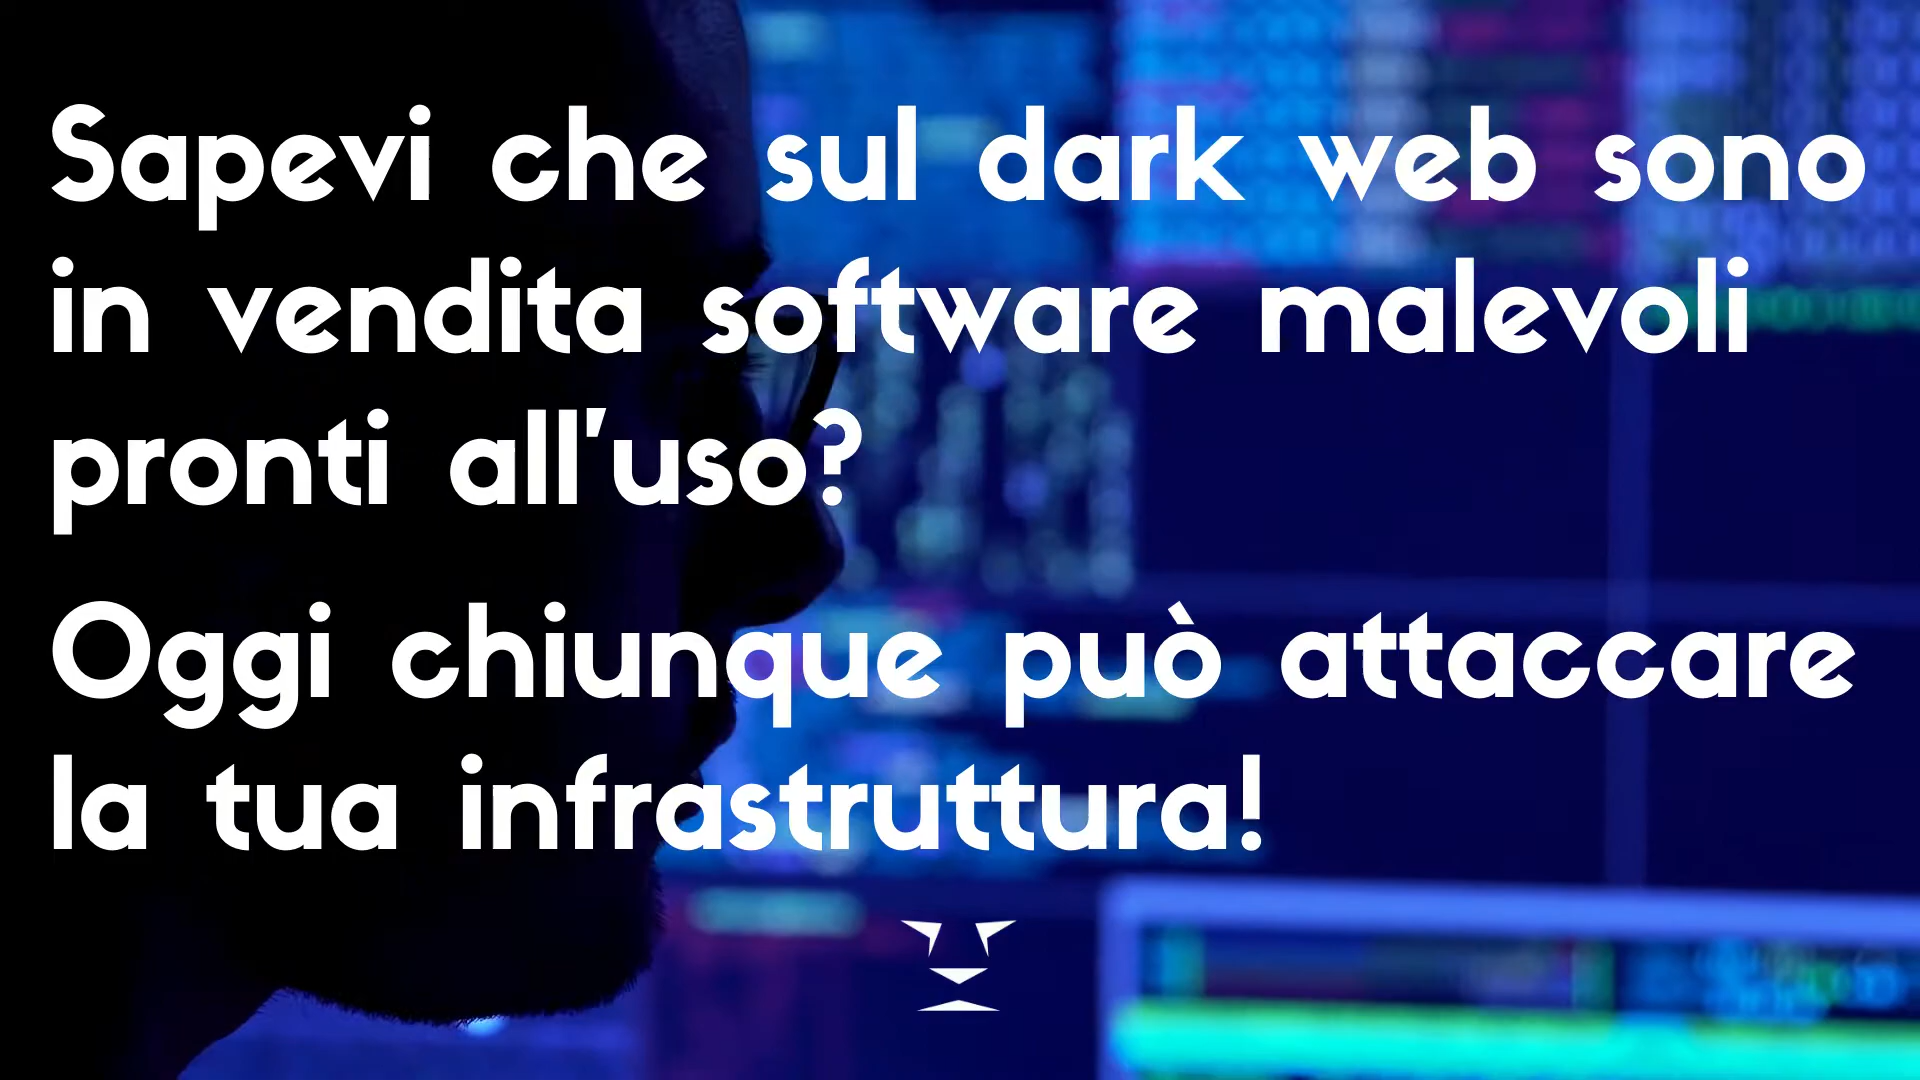 Sapevi che sul dark web sono
in vendita software malevoli
pronti all'uso?
Oggi chiunque può attaccare
la tua infrastruttura!